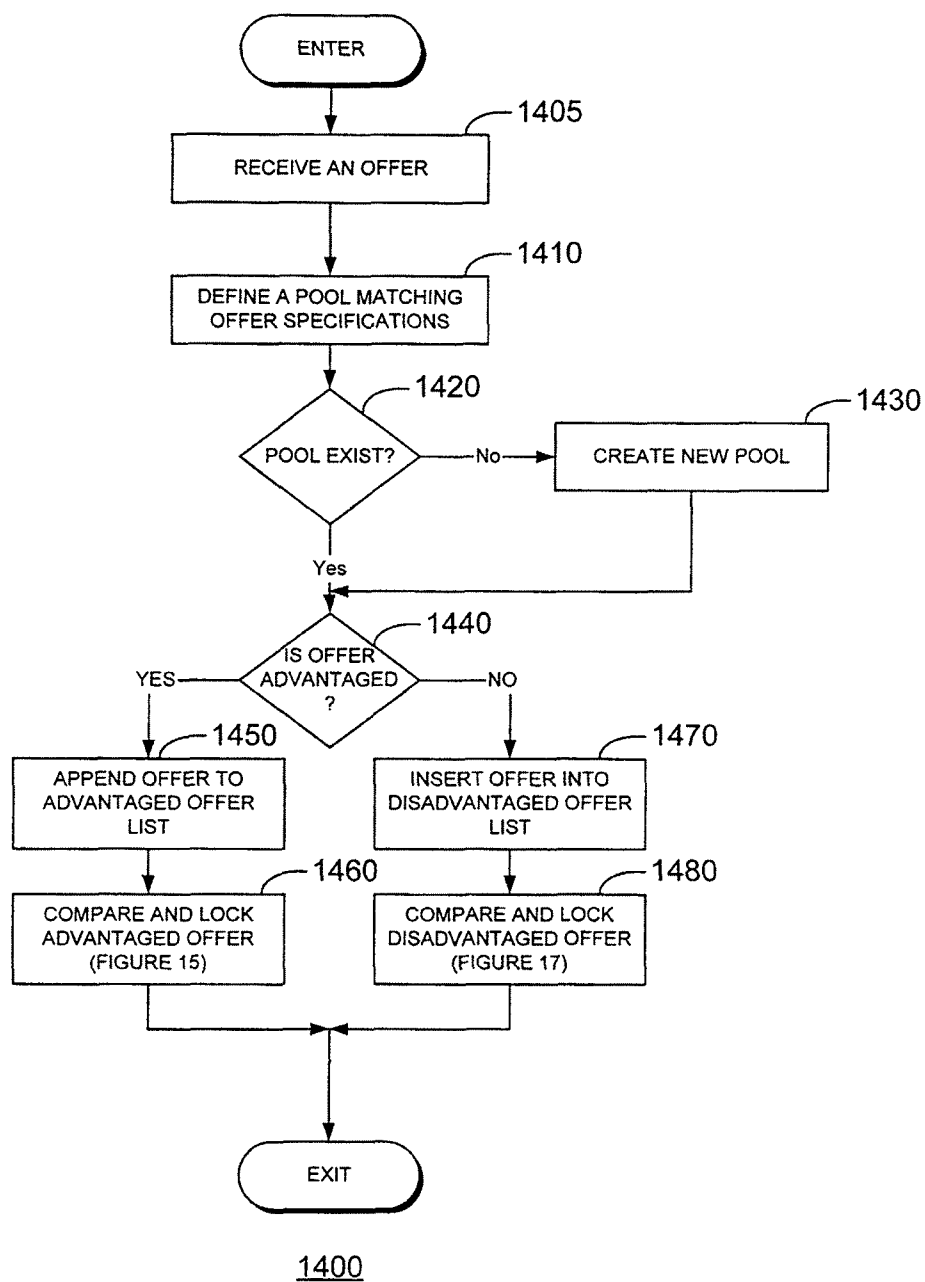 ENTER
1405
RECEIVE AN OFFER
1410
DEFINE A POOL MATCHING
OFFER SPECIFICATIONS
1420
POOL EXIST?
No
1430
CREATE NEW POOL
Yes
1440
IS OFFER
ADVANTAGED
?
YES
NO
1450
APPEND OFFER TO
ADVANTAGED OFFER
LIST
1470
INSERT OFFER INTO
DISADVANTAGED OFFER
LIST
1460
COMPARE AND LOCK
ADVANTAGED OFFER
(FIGURE 15)
1480
COMPARE AND LOCK
DISADVANTAGED OFFER
(FIGURE 17)
EXIT
1400